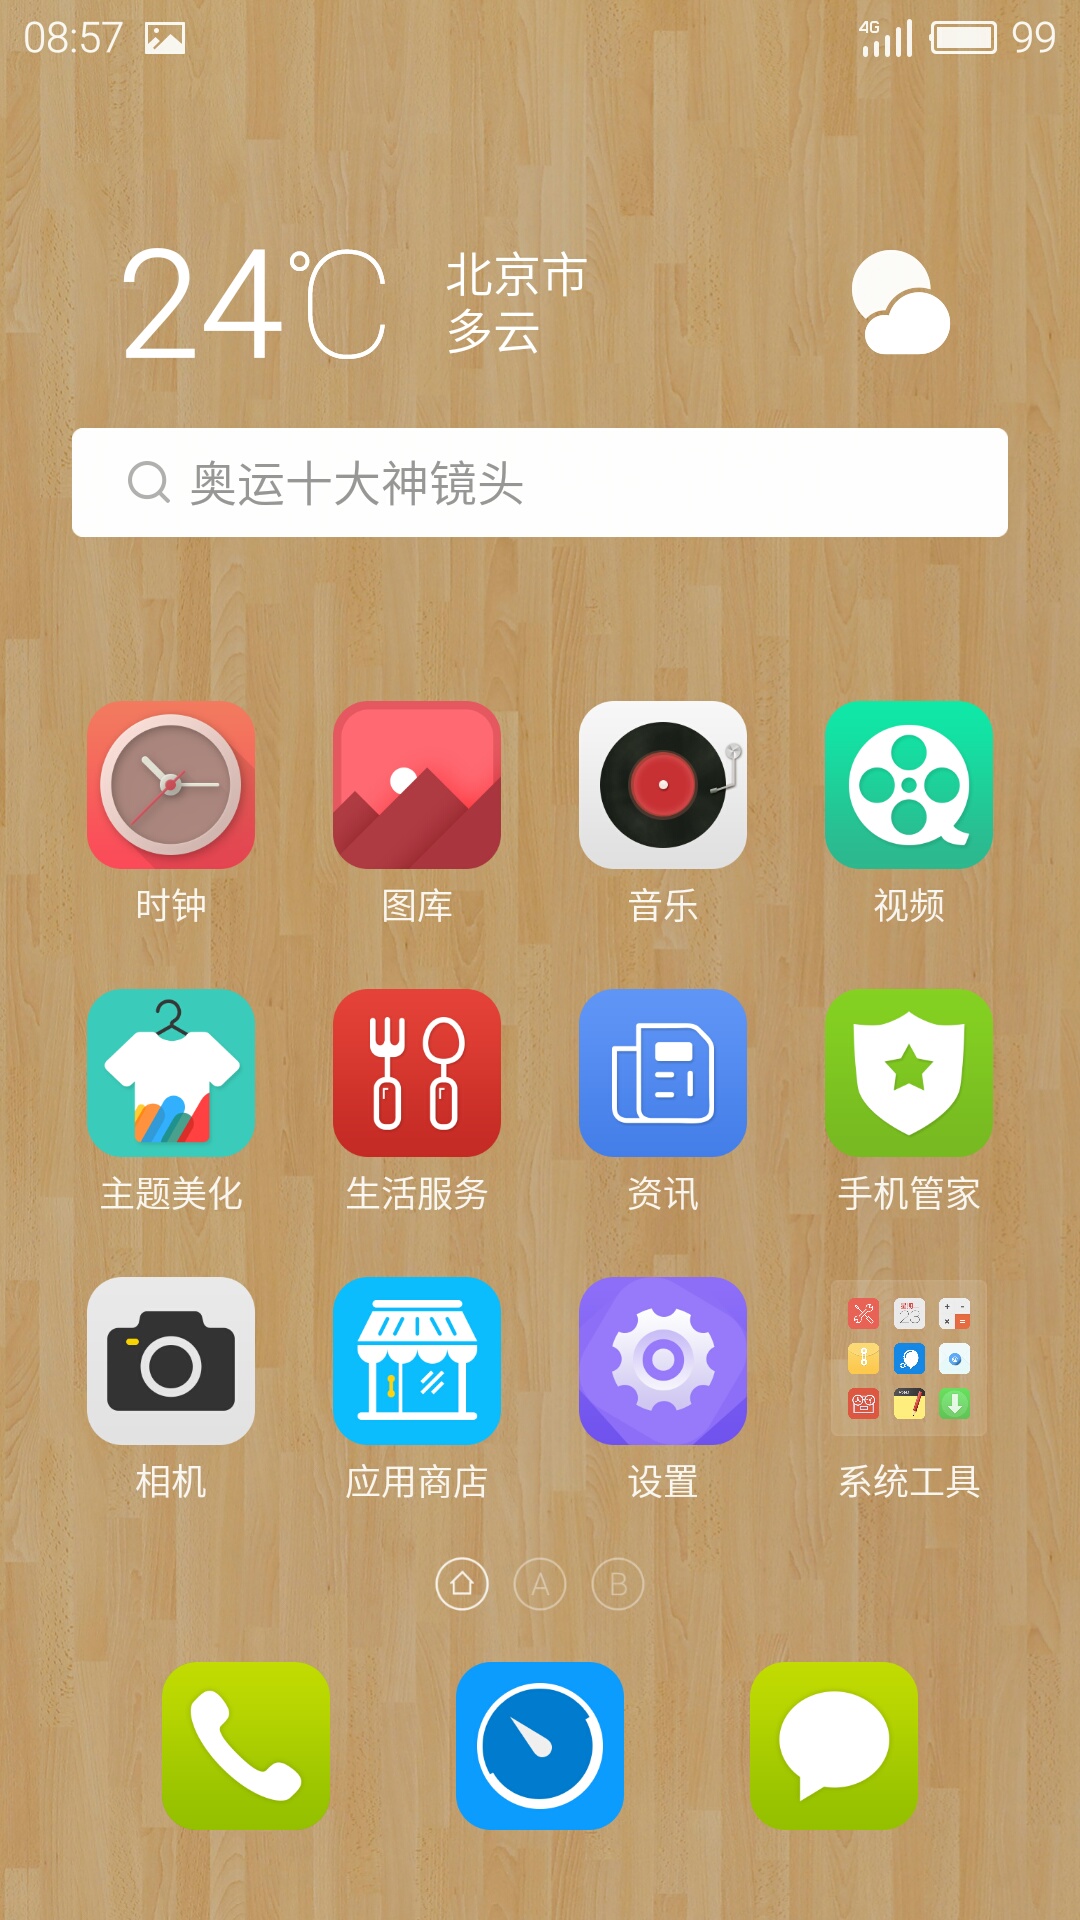 08:57
4G
99
24℃
北京市
多云
奥运十大神镜头
时钟
图库
音乐
视频
主题美化
生活服务
资讯
手机管家
23
相机
应用商店
设置
系统工具
A
B